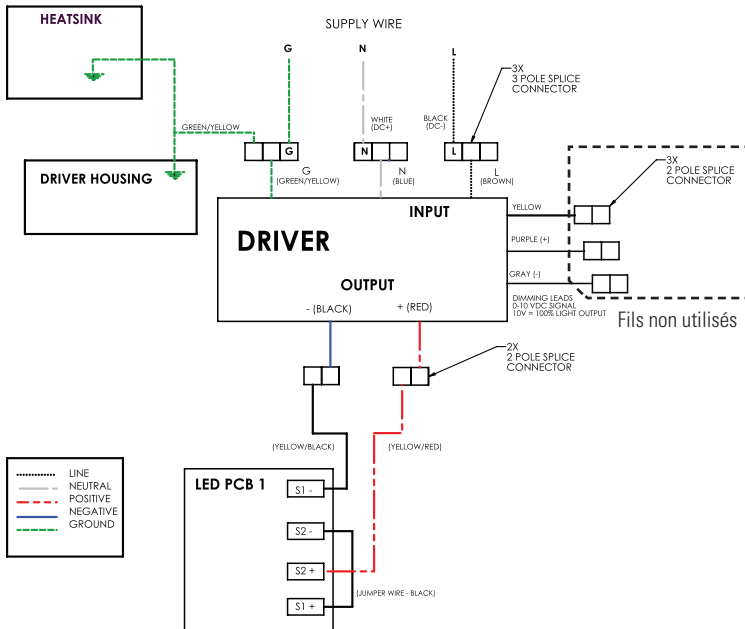 HEATSINK
SUPPLY WIRE
G
N
L
3X
3 POLE SPLICE
CONNECTOR
GREEN/YELLOW
WHITE
(DC+)
BLACK
(DC-)
G
N
L
DRIVER HOUSING
G
(GREEN/YELLOW)
N
(BLUE)
L
(BROWN)
3X
2 POLE SPLICE
CONNECTOR
INPUT
YELLOW
DRIVER
PURPLE (+)
OUTPUT
GRAY (-)
- (BLACK)
+ (RED)
DIMMING LEADS
0-10 VDC SIGNAL
10V = 100% LIGHT OUTPUT
Fils non utilisés
2X
2 POLE SPLICE
CONNECTOR
(YELLOW/BLACK)
(YELLOW/RED)
LINE
NEUTRAL
POSITIVE
NEGATIVE
GROUND
LED PCB 1
S1 -
S2 -
S2 +
(JUMPER WIRE - BLACK)
S1 +